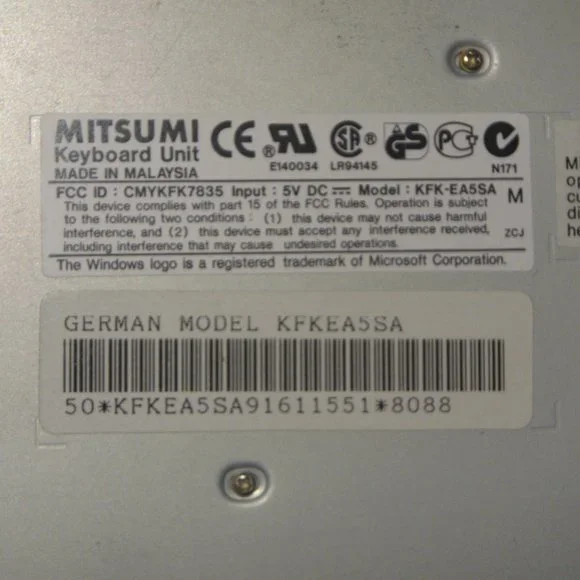 MITSUMI
Keyboard Unit
MADE IN MALAYSIA
CE
E140034
SA
LR94145
GS
PC
N171
FCC ID : CMYKFK7835 Input : 5V DC Model : KFK-EA5SA M
This device complies with part 15 of the FCC Rules. Operation is subject
to the following two conditions : (1) this device may not cause harmful
interference, and (2) this device must accept any interference received,
including interference that may cause undesired operations.
ZCJ
The Windows logo is a registered trademark of Microsoft Corporation.
GERMAN MODEL KFKEA5SA
50*KFKEA5SA91611551*8088